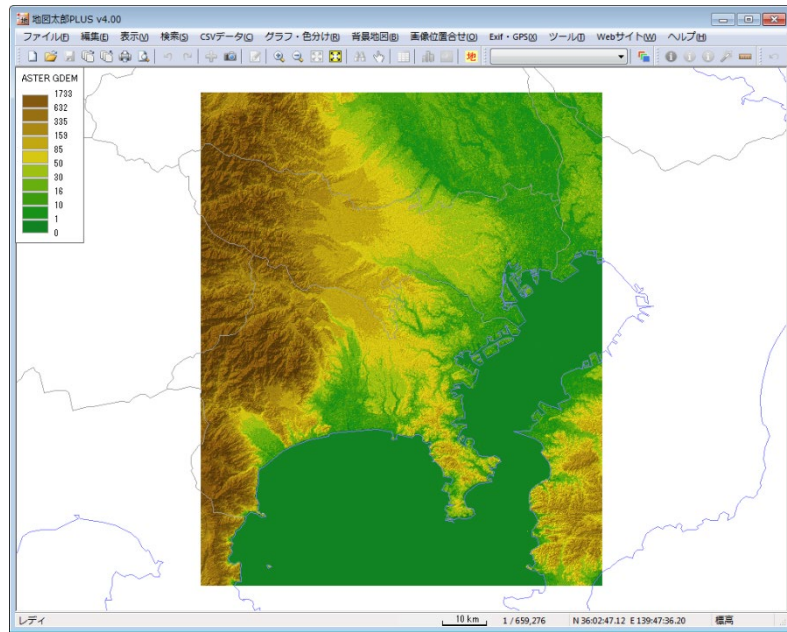 地図太郎PLUS v4.00
ファイル(F) 編集(E) 表示(V) 検索(S) CSVデータ(C) グラフ・色分け(R) 背景地図(B) 画像位置合せ(O) Exif・GPS(X) ツール(T) Webサイト(W) ヘルプ(H)
地
ASTER GDEM
1733
632
335
159
85
50
30
16
10
1
0
レディ 10 km 1 / 659,276 N 36:02:47.12 E 139:47:36.20 標高